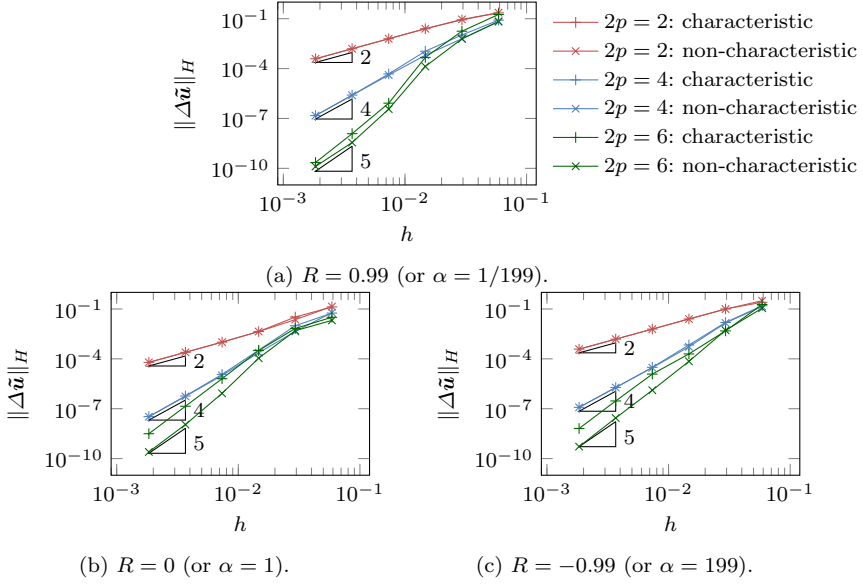 10⁻¹
10⁻⁴
10⁻⁷
10⁻¹⁰
‖Δũ‖_H
2
4
5
10⁻³
10⁻²
10⁻¹
h
2p = 2: characteristic
2p = 2: non-characteristic
2p = 4: characteristic
2p = 4: non-characteristic
2p = 6: characteristic
2p = 6: non-characteristic
(a) R = 0.99 (or α = 1/199).
10⁻¹
10⁻⁴
10⁻⁷
10⁻¹⁰
‖Δũ‖_H
2
4
5
10⁻³
10⁻²
10⁻¹
h
(b) R = 0 (or α = 1).
10⁻¹
10⁻⁴
10⁻⁷
10⁻¹⁰
‖Δũ‖_H
2
4
5
10⁻³
10⁻²
10⁻¹
h
(c) R = −0.99 (or α = 199).